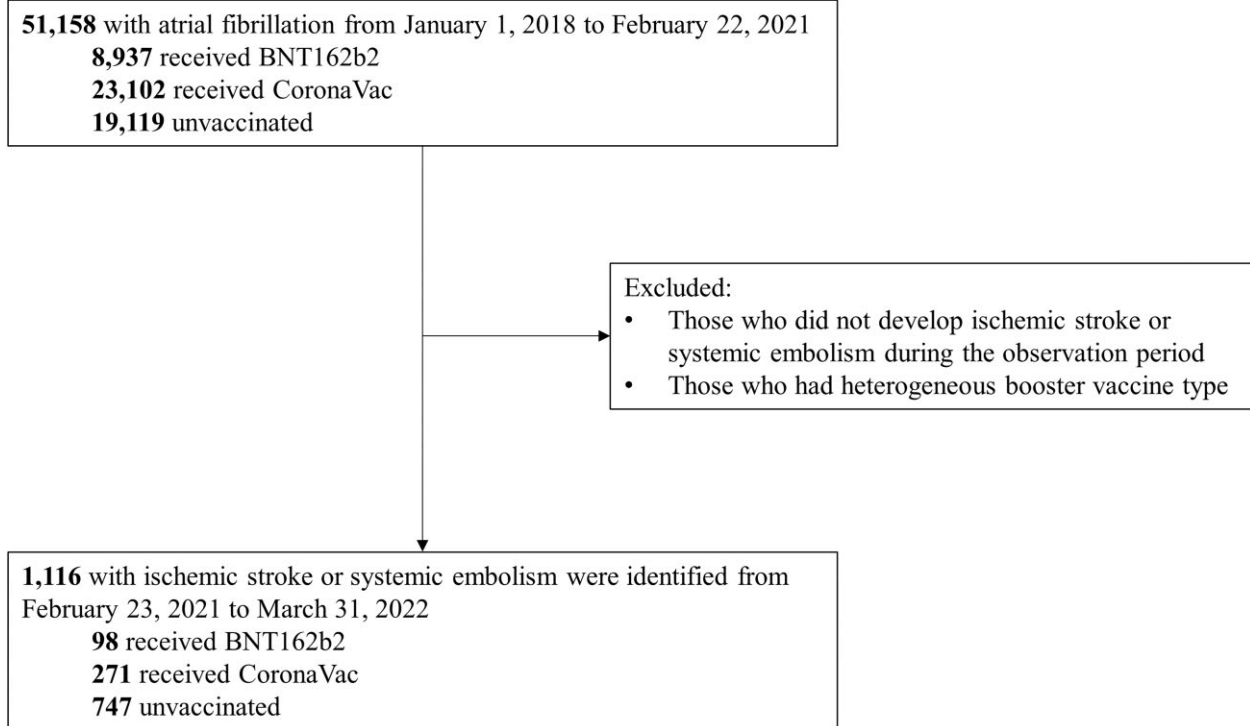 51,158 with atrial fibrillation from January 1, 2018 to February 22, 2021
8,937 received BNT162b2
23,102 received CoronaVac
19,119 unvaccinated
Excluded:
• Those who did not develop ischemic stroke or
systemic embolism during the observation period
• Those who had heterogeneous booster vaccine type
1,116 with ischemic stroke or systemic embolism were identified from
February 23, 2021 to March 31, 2022
98 received BNT162b2
271 received CoronaVac
747 unvaccinated